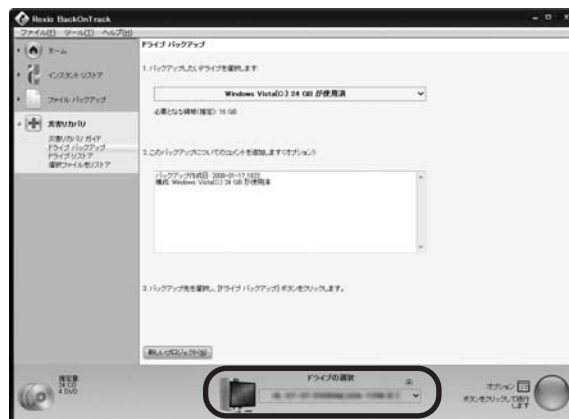 Roxio BackOnTrack
ファイル(F) ツール(T) ヘルプ(H)
ホーム
インスタント リストア
ファイル バックアップ
災害リカバリ
災害リカバリ ガイド
ドライブ バックアップ
ドライブ リストア
選択ファイルをリストア
ドライブ バックアップ
1. バックアップしたいドライブを選択します:
Windows Vista(C:) 24 GB が使用済
必要となる領域(推定): 16 GB
2. このバックアップについてのコメントを追加します (オプション)
バックアップ作成日: 2008-01-17_1022
構成: Windows Vista(C:) 24 GB が使用済
3. バックアップ先を選択し、[ドライブ バックアップ] ボタンをクリックします。
新しいプロジェクト(N)
推定量:
24 CD
4 DVD
ドライブの選択
オプション
ボタンをクリックして続行
します